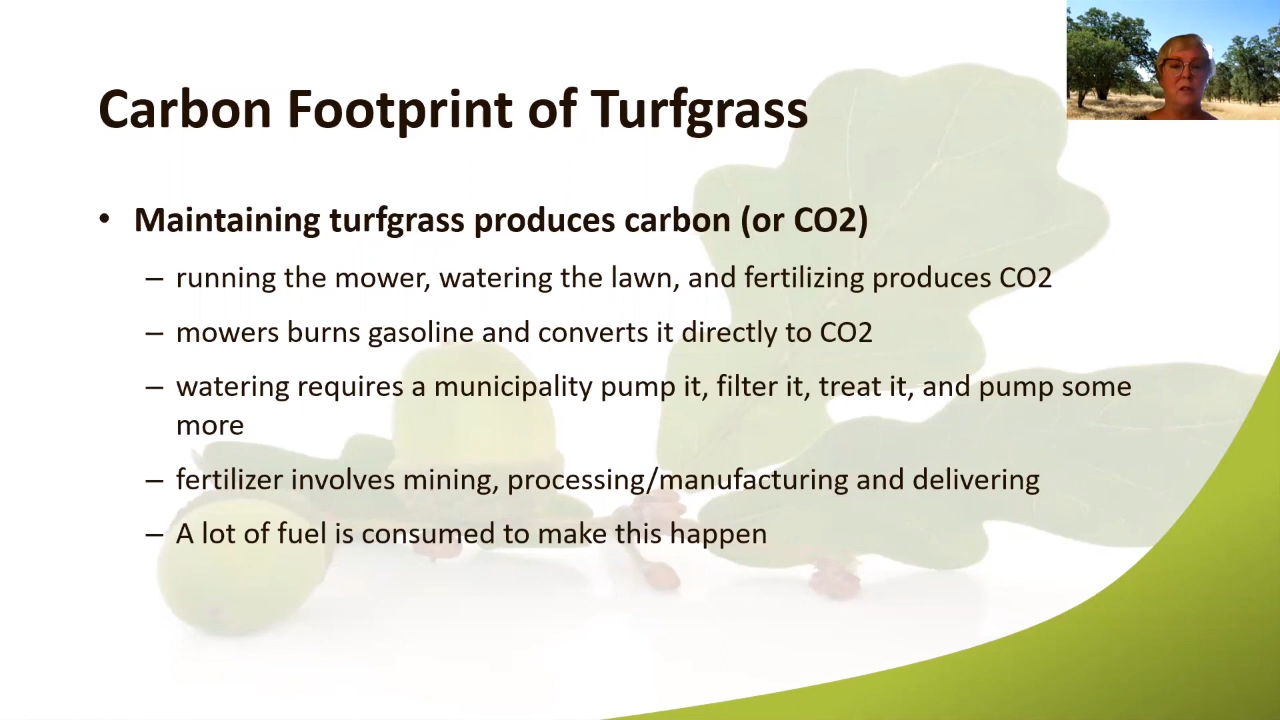 Carbon Footprint of Turfgrass
• Maintaining turfgrass produces carbon (or CO2)
– running the mower, watering the lawn, and fertilizing produces CO2
– mowers burns gasoline and converts it directly to CO2
– watering requires a municipality pump it, filter it, treat it, and pump some
more
– fertilizer involves mining, processing/manufacturing and delivering
– A lot of fuel is consumed to make this happen